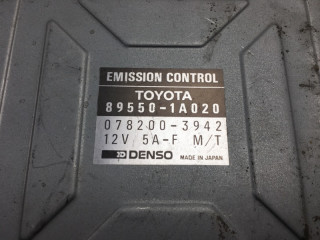 EMISSION CONTROL
TOYOTA
89550-1A020
078200-3942
12V 5A-F M/T
DENSO MADE IN JAPAN